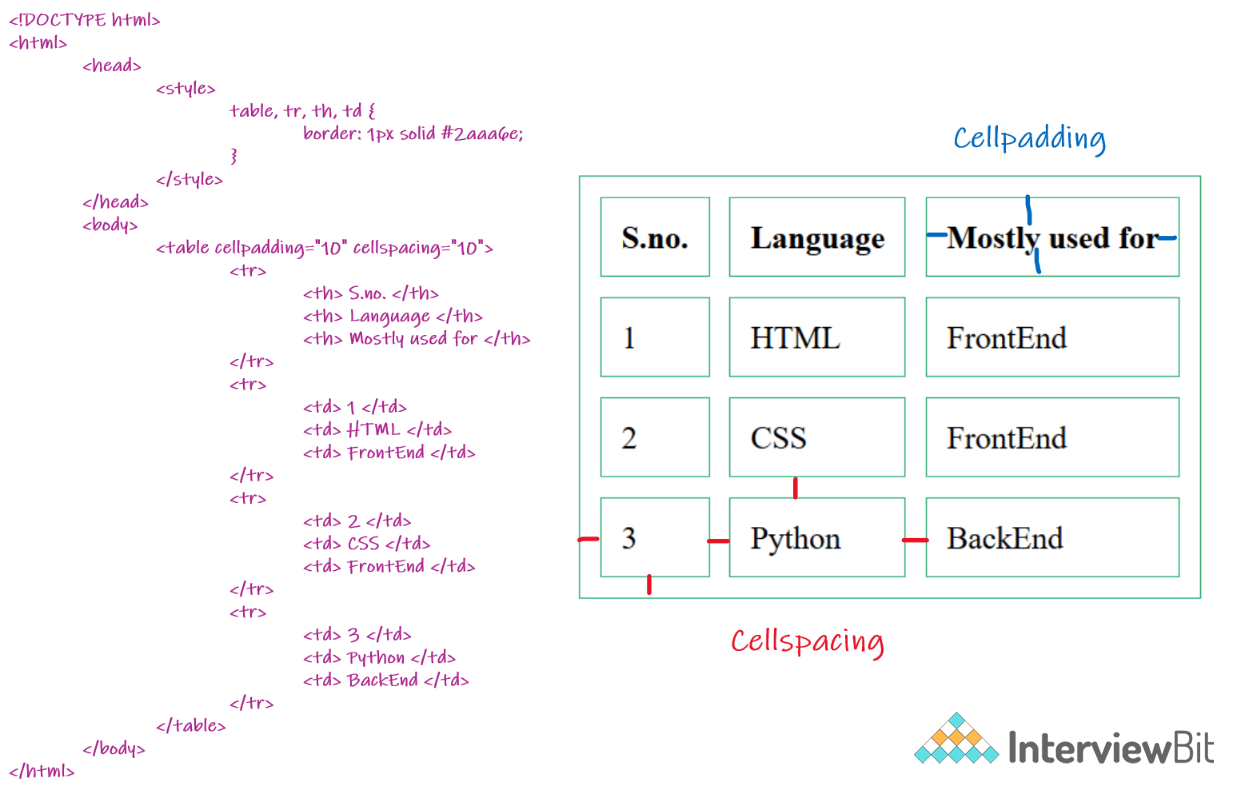 <!DOCTYPE html>
<html>
<head>
<style>
table, tr, th, td {
border: 1px solid #2aaa6e;
}
</style>
</head>
<body>
<table cellpadding="10" cellspacing="10">
<tr>
<th> S.no. </th>
<th> Language </th>
<th> Mostly used for </th>
</tr>
<tr>
<td> 1 </td>
<td> HTML </td>
<td> FrontEnd </td>
</tr>
<tr>
<td> 2 </td>
<td> CSS </td>
<td> FrontEnd </td>
</tr>
<tr>
<td> 3 </td>
<td> Python </td>
<td> BackEnd </td>
</tr>
</table>
</body>
</html>
Cellpadding
S.no. Language Mostly used for
1 HTML FrontEnd
2 CSS FrontEnd
3 Python BackEnd
Cellspacing
InterviewBit